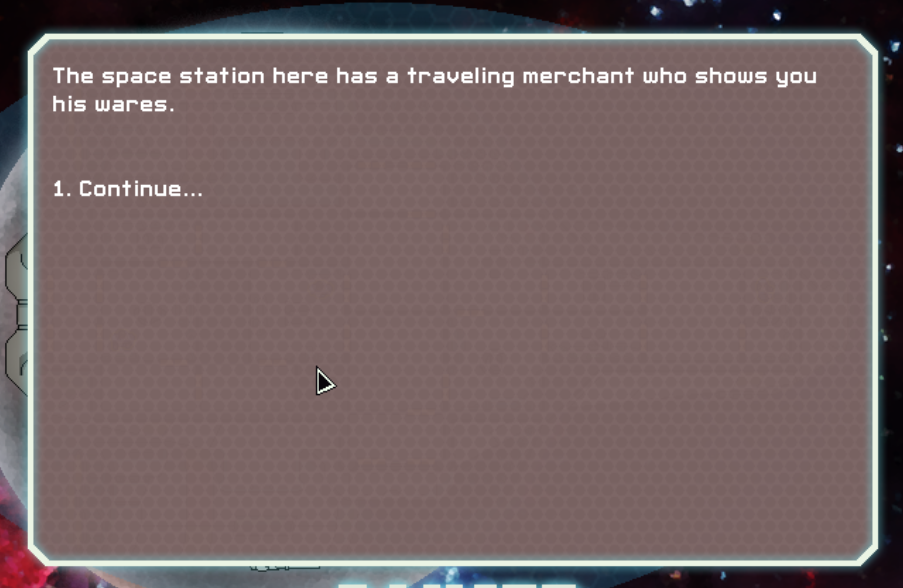 The space station here has a traveling merchant who shows you
his wares.
1. Continue...